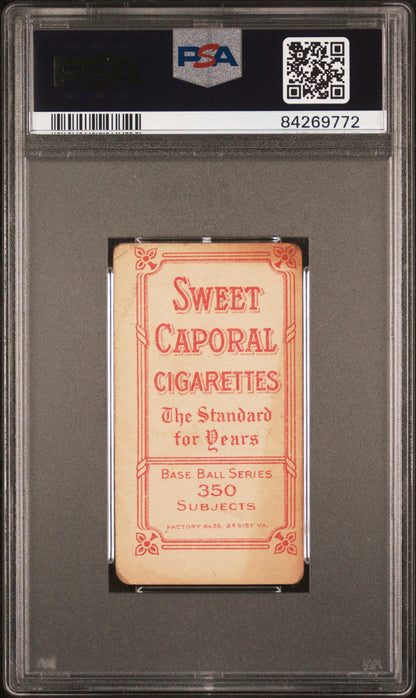 PSA
84269772
SWEET
CAPORAL
CIGARETTES
The Standard
for Years
BASE BALL SERIES
350
SUBJECTS
FACTORY No 25. 2ND DIST. VA.